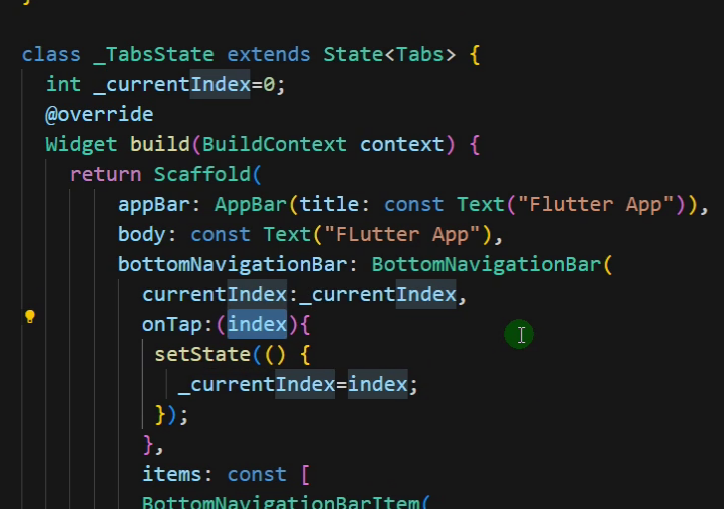 }
class _TabsState extends State<Tabs> {
int _currentIndex=0;
@override
Widget build(BuildContext context) {
return Scaffold(
appBar: AppBar(title: const Text("Flutter App")),
body: const Text("FLutter App"),
bottomNavigationBar: BottomNavigationBar(
currentIndex:_currentIndex,
onTap:(index){
setState(() {
_currentIndex=index;
});
},
items: const [
BottomNavigationBarItem(